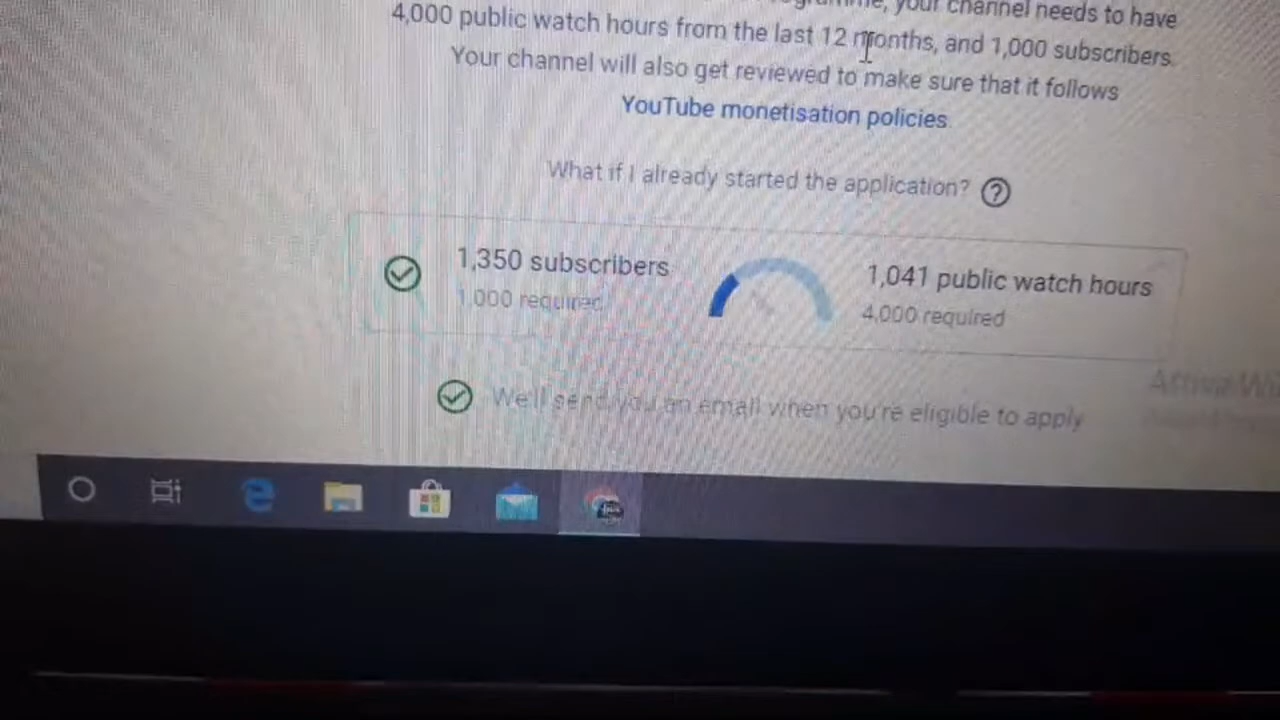 your channel needs to have
4,000 public watch hours from the last 12 months, and 1,000 subscribers.
Your channel will also get reviewed to make sure that it follows
YouTube monetisation policies.
What if I already started the application? ?
1,350 subscribers
1,000 required
1,041 public watch hours
4,000 required
We'll send you an email when you're eligible to apply